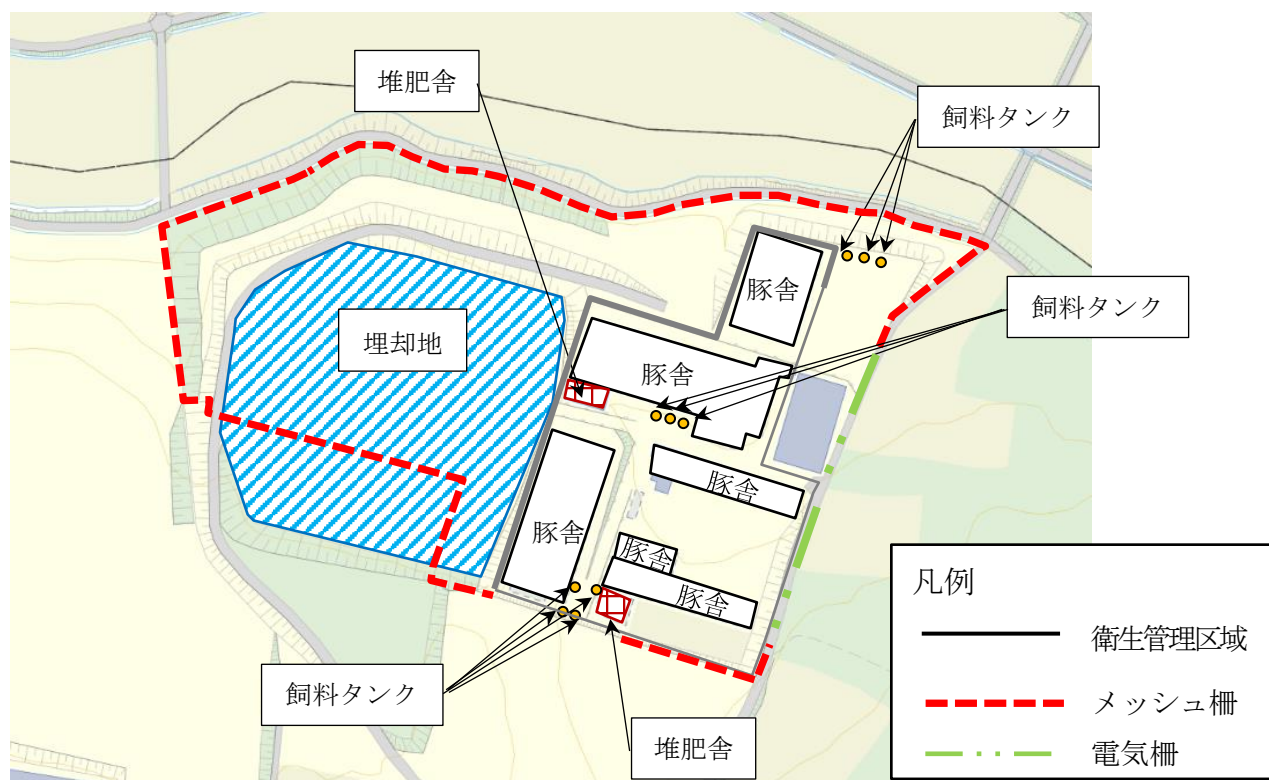 堆肥舎
飼料タンク
豚舎
飼料タンク
埋却地
豚舎
豚舎
豚舎
豚舎
豚舎
飼料タンク
堆肥舎
凡例
衛生管理区域
メッシュ柵
電気柵